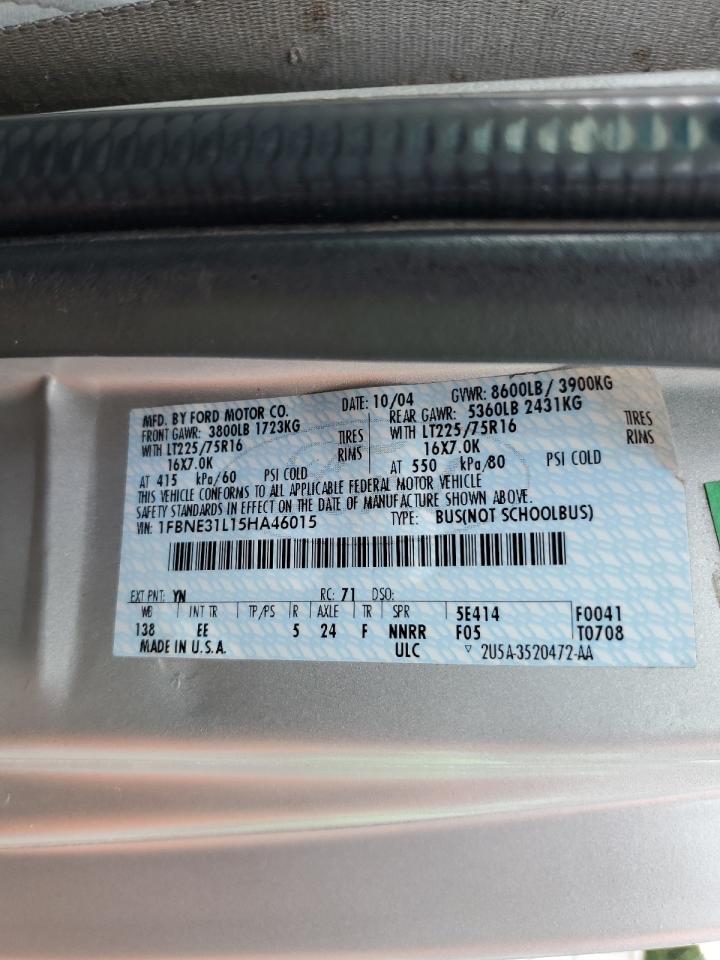 MFD. BY FORD MOTOR CO. DATE: 10/04 GVWR: 8600LB / 3900KG
FRONT GAWR: 3800LB 1723KG REAR GAWR: 5360LB 2431KG
WITH LT225/75R16 TIRES WITH LT225/75R16 TIRES
16X7.0K RIMS 16X7.0K RIMS
AT 415 kPa/60 PSI COLD AT 550 kPa/80 PSI COLD
THIS VEHICLE CONFORMS TO ALL APPLICABLE FEDERAL MOTOR VEHICLE
SAFETY STANDARDS IN EFFECT ON THE DATE OF MANUFACTURE SHOWN ABOVE.
VIN: 1FBNE31L15HA46015 TYPE: BUS(NOT SCHOOLBUS)
EXT PNT: YN RC: 71 DSO:
WB INT TR TP/PS R AXLE TR SPR 5E414 F0041
138 EE 5 24 F NNRR F05 T0708
MADE IN U.S.A. ULC ▽ 2U5A-3520472-AA